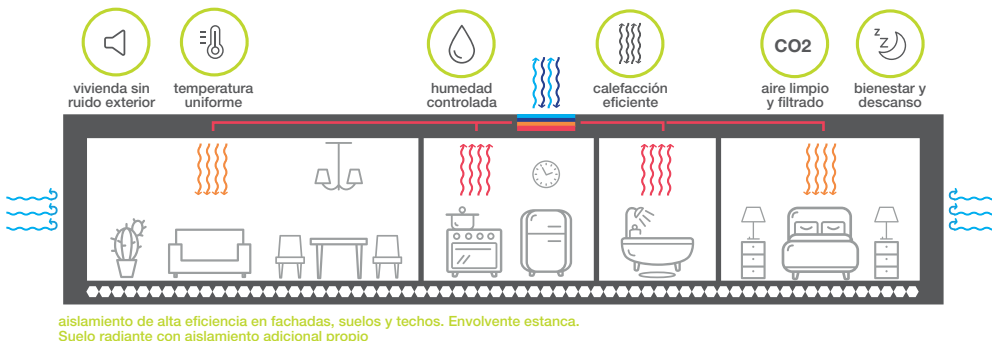 CO2
z
z
z
vivienda sin
ruido exterior
temperatura
uniforme
humedad
controlada
calefacción
eficiente
aire limpio
y filtrado
bienestar y
descanso
aislamiento de alta eficiencia en fachadas, suelos y techos. Envolvente estanca.
Suelo radiante con aislamiento adicional propio